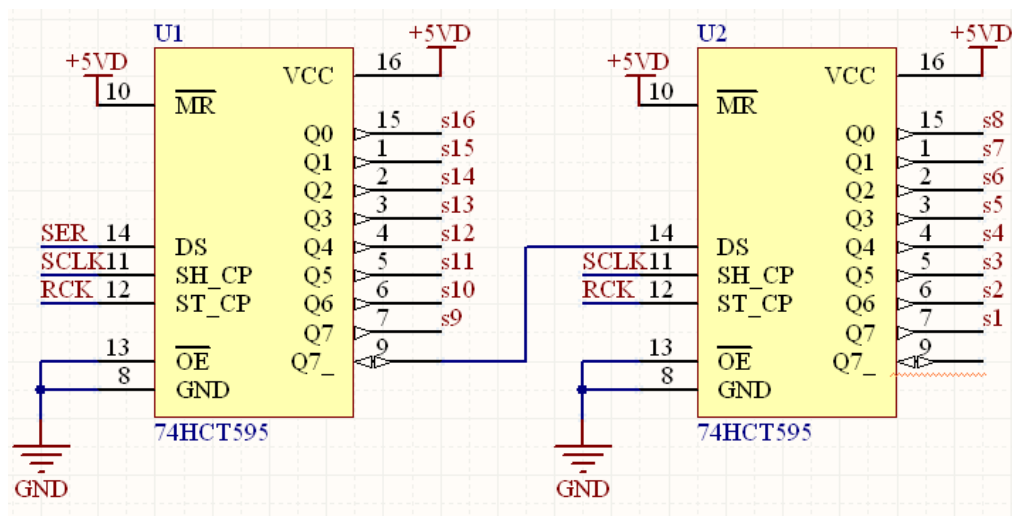 U1
+5VD
+5VD
16
VCC
10
MR
15
s16
Q0
1
s15
Q1
2
s14
Q2
3
s13
Q3
SER
14
DS
4
s12
Q4
SCLK
11
SH_CP
5
s11
Q5
RCK
12
ST_CP
6
s10
Q6
7
s9
Q7
13
OE
9
Q7_
8
GND
74HCT595
GND
U2
+5VD
+5VD
16
VCC
10
MR
15
s8
Q0
1
s7
Q1
2
s6
Q2
3
s5
Q3
14
DS
4
s4
Q4
SCLK
11
SH_CP
5
s3
Q5
RCK
12
ST_CP
6
s2
Q6
7
s1
Q7
13
OE
9
Q7_
8
GND
74HCT595
GND